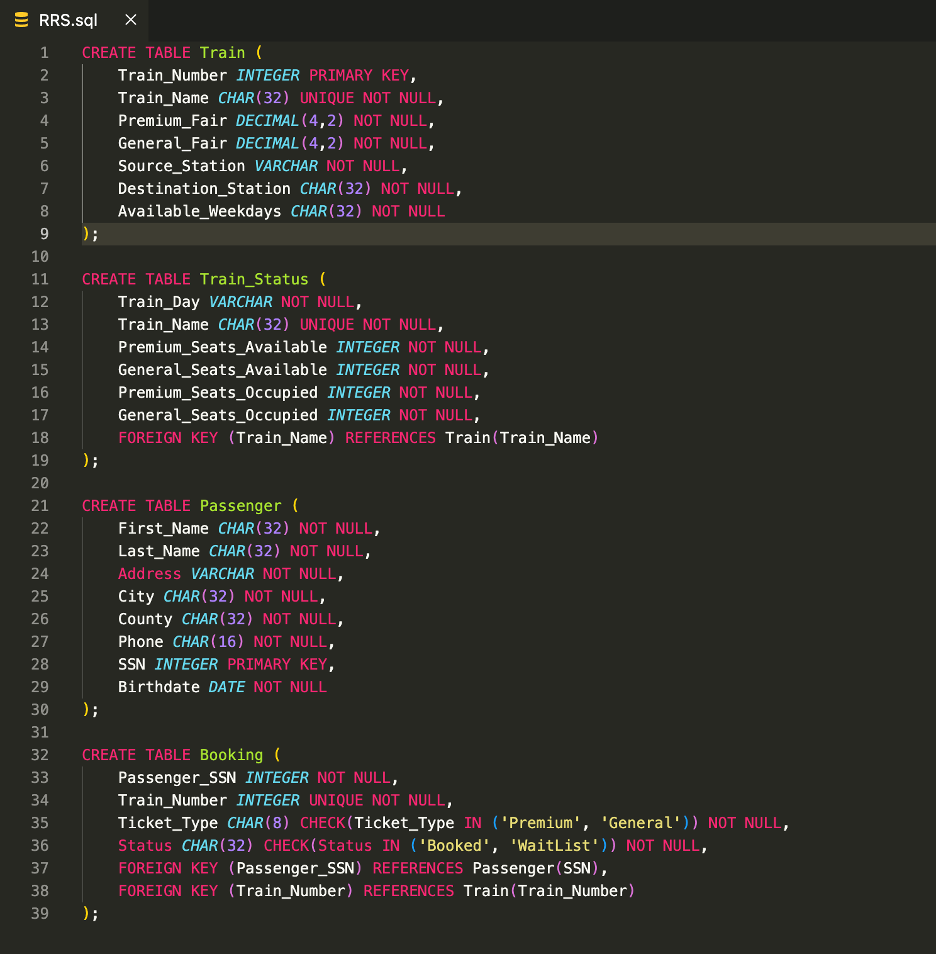 RRS.sql ×
1 CREATE TABLE Train (
2 Train_Number INTEGER PRIMARY KEY,
3 Train_Name CHAR(32) UNIQUE NOT NULL,
4 Premium_Fair DECIMAL(4,2) NOT NULL,
5 General_Fair DECIMAL(4,2) NOT NULL,
6 Source_Station VARCHAR NOT NULL,
7 Destination_Station CHAR(32) NOT NULL,
8 Available_Weekdays CHAR(32) NOT NULL
9 );
10
11 CREATE TABLE Train_Status (
12 Train_Day VARCHAR NOT NULL,
13 Train_Name CHAR(32) UNIQUE NOT NULL,
14 Premium_Seats_Available INTEGER NOT NULL,
15 General_Seats_Available INTEGER NOT NULL,
16 Premium_Seats_Occupied INTEGER NOT NULL,
17 General_Seats_Occupied INTEGER NOT NULL,
18 FOREIGN KEY (Train_Name) REFERENCES Train(Train_Name)
19 );
20
21 CREATE TABLE Passenger (
22 First_Name CHAR(32) NOT NULL,
23 Last_Name CHAR(32) NOT NULL,
24 Address VARCHAR NOT NULL,
25 City CHAR(32) NOT NULL,
26 County CHAR(32) NOT NULL,
27 Phone CHAR(16) NOT NULL,
28 SSN INTEGER PRIMARY KEY,
29 Birthdate DATE NOT NULL
30 );
31
32 CREATE TABLE Booking (
33 Passenger_SSN INTEGER NOT NULL,
34 Train_Number INTEGER UNIQUE NOT NULL,
35 Ticket_Type CHAR(8) CHECK(Ticket_Type IN ('Premium', 'General')) NOT NULL,
36 Status CHAR(32) CHECK(Status IN ('Booked', 'WaitList')) NOT NULL,
37 FOREIGN KEY (Passenger_SSN) REFERENCES Passenger(SSN),
38 FOREIGN KEY (Train_Number) REFERENCES Train(Train_Number)
39 );